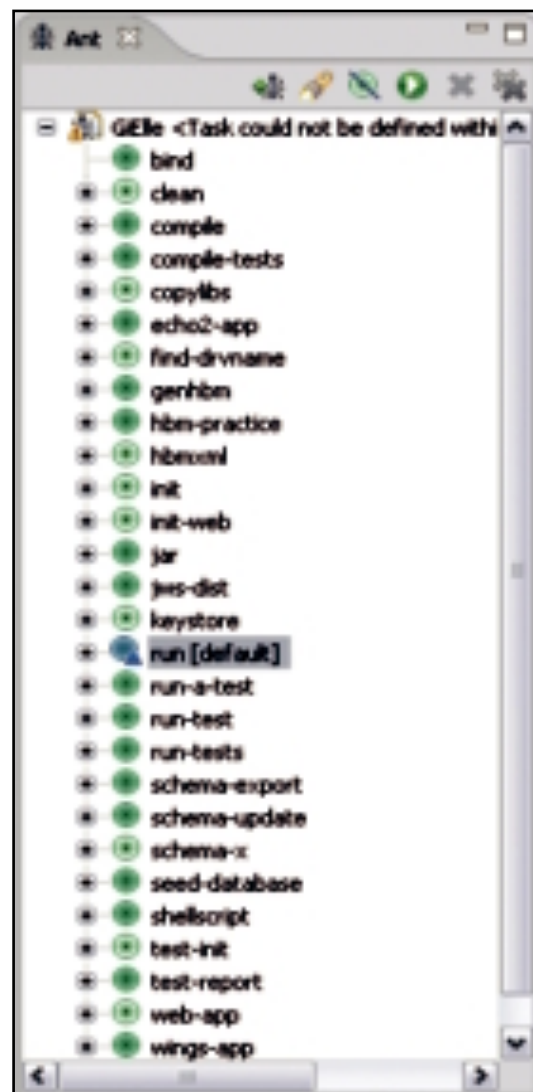 Ant
GiElle <Task could not be defined withi
bind
clean
compile
compile-tests
copylibs
echo2-app
find-drvname
genhbm
hbm-practice
hbmxml
init
init-web
jar
jws-dist
keystore
run [default]
run-a-test
run-test
run-tests
schema-export
schema-update
schema-x
seed-database
shellscript
test-init
test-report
web-app
wings-app